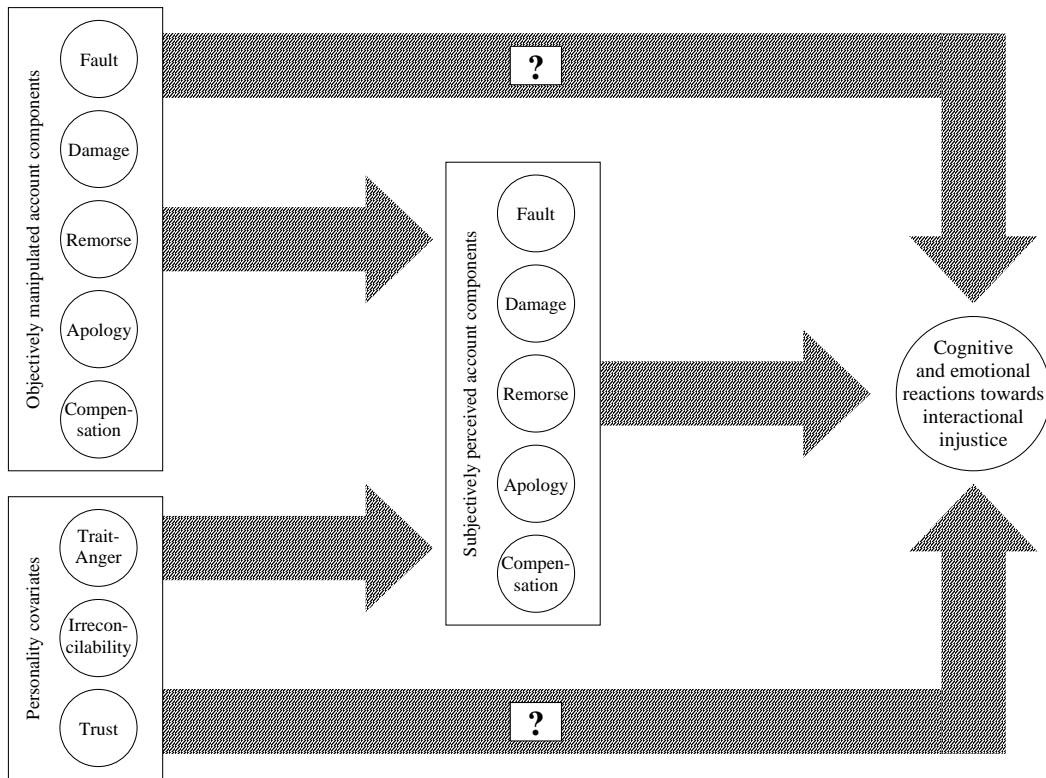 Objectively manipulated account components
Fault
Damage
Remorse
Apology
Compen-
sation
?
Personality covariates
Trait-
Anger
Irrecon-
cilability
Trust
?
Subjectively perceived account components
Fault
Damage
Remorse
Apology
Compen-
sation
Cognitive
and emotional
reactions towards
interactional
injustice